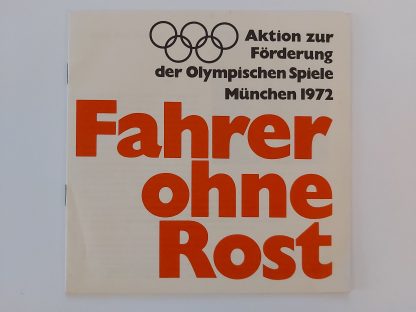 Aktion zur
Förderung
der Olympischen Spiele
München 1972
Fahrer
ohne
Rost